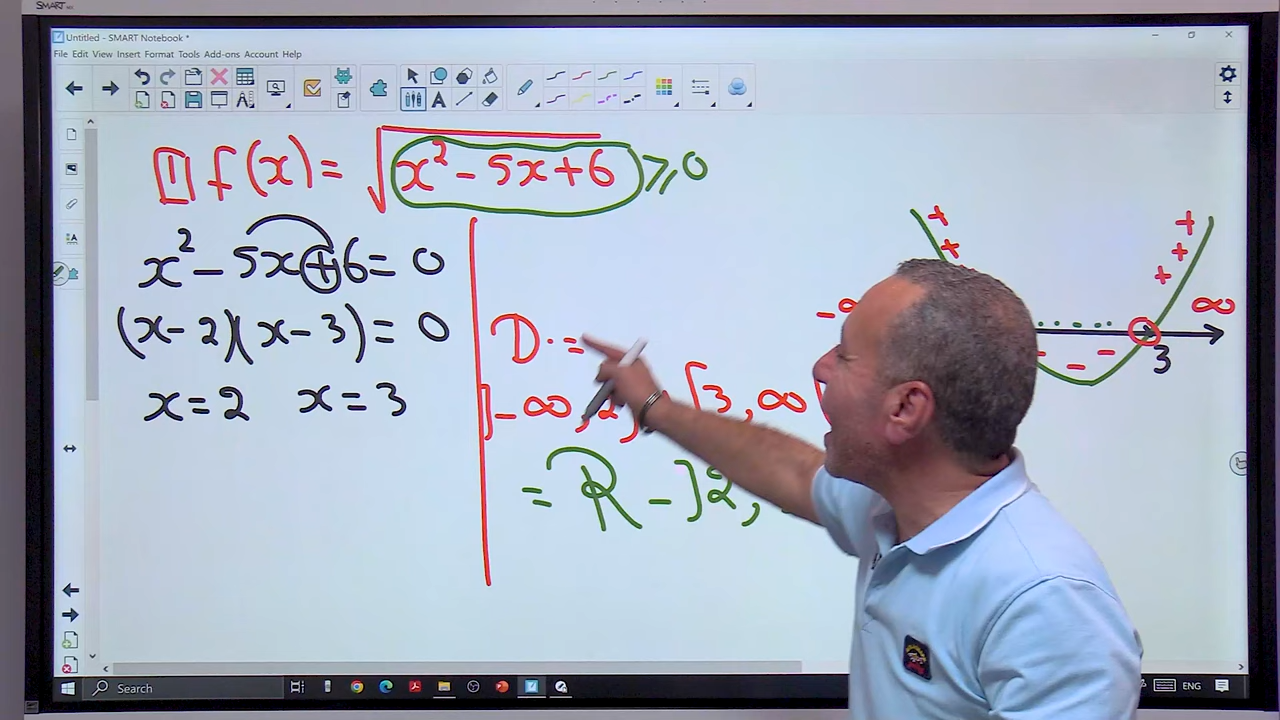 SMART
Untitled - SMART Notebook *
File Edit View Insert Format Tools Add-ons Account Help
1 f(x) = √(x² - 5x + 6) ≥ 0
x² - 5x + 6 = 0
(x - 2)(x - 3) = 0
x = 2 x = 3
D. =
]-∞, 2] [3, ∞
= R - ]2,
+ + + + +
-∞ ∞
- - -
3
Search
ENG